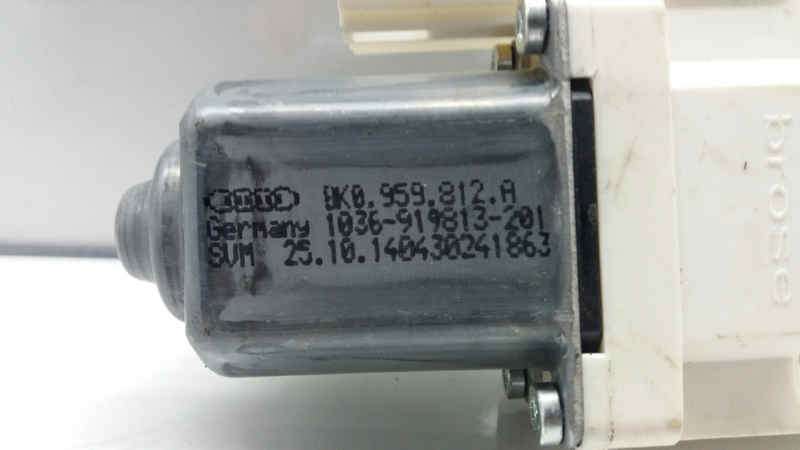 8K0.959.812.A
Germany 1036-919813-201
SVM 25.10.140430241863
brose